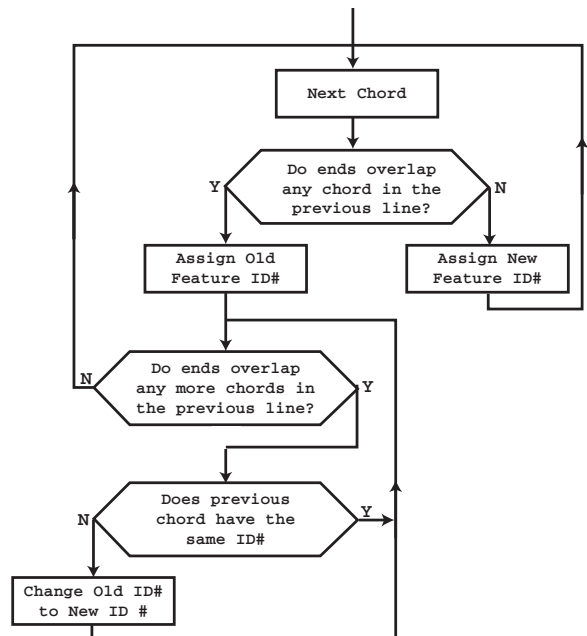 Next Chord
Do ends overlap
any chord in the
previous line?
Y
N
Assign Old
Feature ID#
Assign New
Feature ID#
Do ends overlap
any more chords in
the previous line?
N
Y
Does previous
chord have the
same ID#
N
Y
Change Old ID#
to New ID #